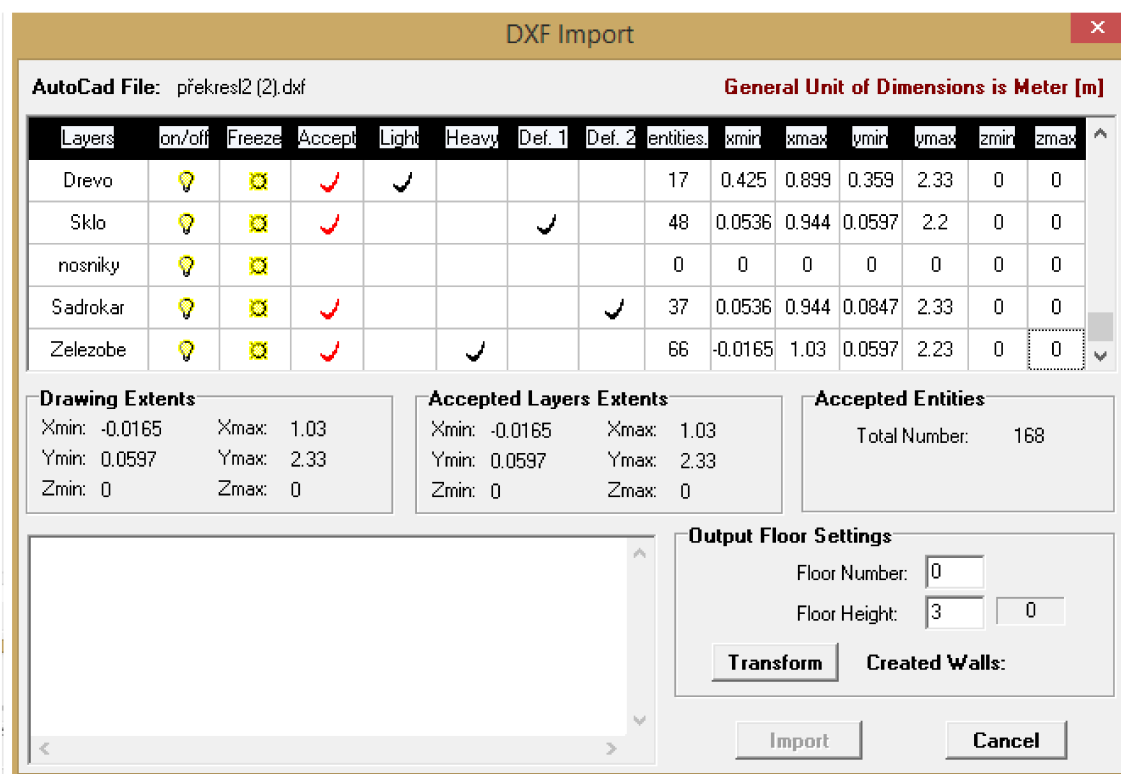 DXF Import
AutoCad File: překresl2 (2).dxf General Unit of Dimensions is Meter [m]
Layers on/off Freeze Accept Light Heavy Def. 1 Def. 2 entities. xmin xmax ymin ymax zmin zmax
Drevo 17 0.425 0.899 0.359 2.33 0 0
Sklo 48 0.0536 0.944 0.0597 2.2 0 0
nosniky 0 0 0 0 0 0 0
Sadrokar 37 0.0536 0.944 0.0847 2.33 0 0
Zelezobe 66 -0.0165 1.03 0.0597 2.23 0 0
Drawing Extents
Xmin: -0.0165 Xmax: 1.03
Ymin: 0.0597 Ymax: 2.33
Zmin: 0 Zmax: 0
Accepted Layers Extents
Xmin: -0.0165 Xmax: 1.03
Ymin: 0.0597 Ymax: 2.33
Zmin: 0 Zmax: 0
Accepted Entities
Total Number: 168
Output Floor Settings
Floor Number: 0
Floor Height: 3 0
Transform Created Walls:
Import Cancel